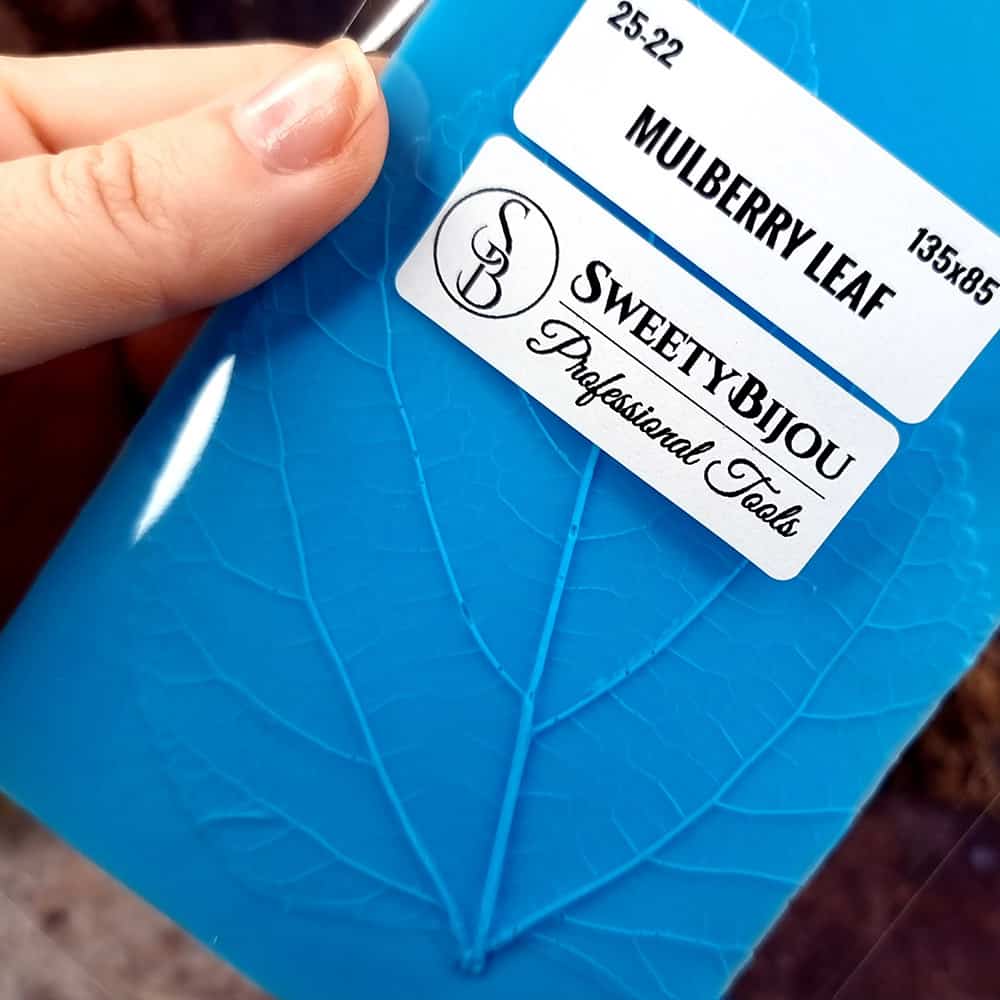 25-22
MULBERRY LEAF
135x85
SB
SWEETYBIJOU
Professional Tools